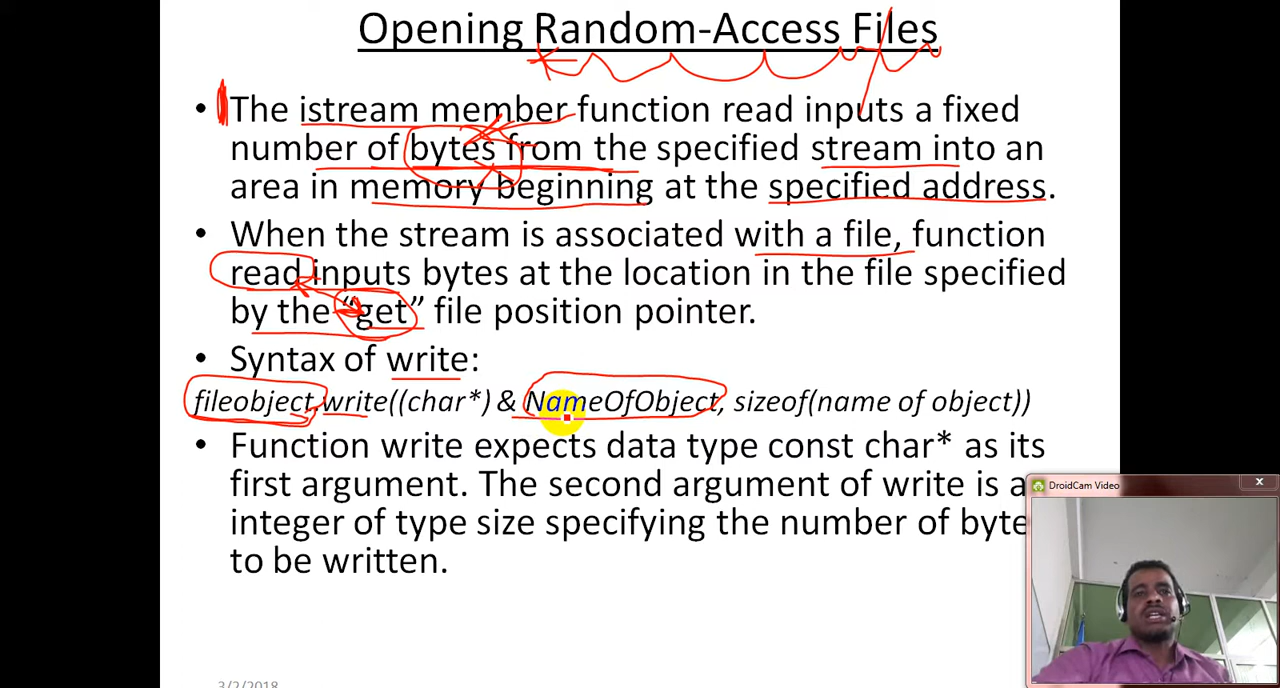 Opening Random-Access Files
• The istream member function read inputs a fixed
number of bytes from the specified stream into an
area in memory beginning at the specified address.
• When the stream is associated with a file, function
read inputs bytes at the location in the file specified
by the “get” file position pointer.
• Syntax of write:
fileobject.write((char*) & NameOfObject, sizeof(name of object))
• Function write expects data type const char* as its
first argument. The second argument of write is a
integer of type size specifying the number of byte
to be written.
DroidCam Video
3/2/2018